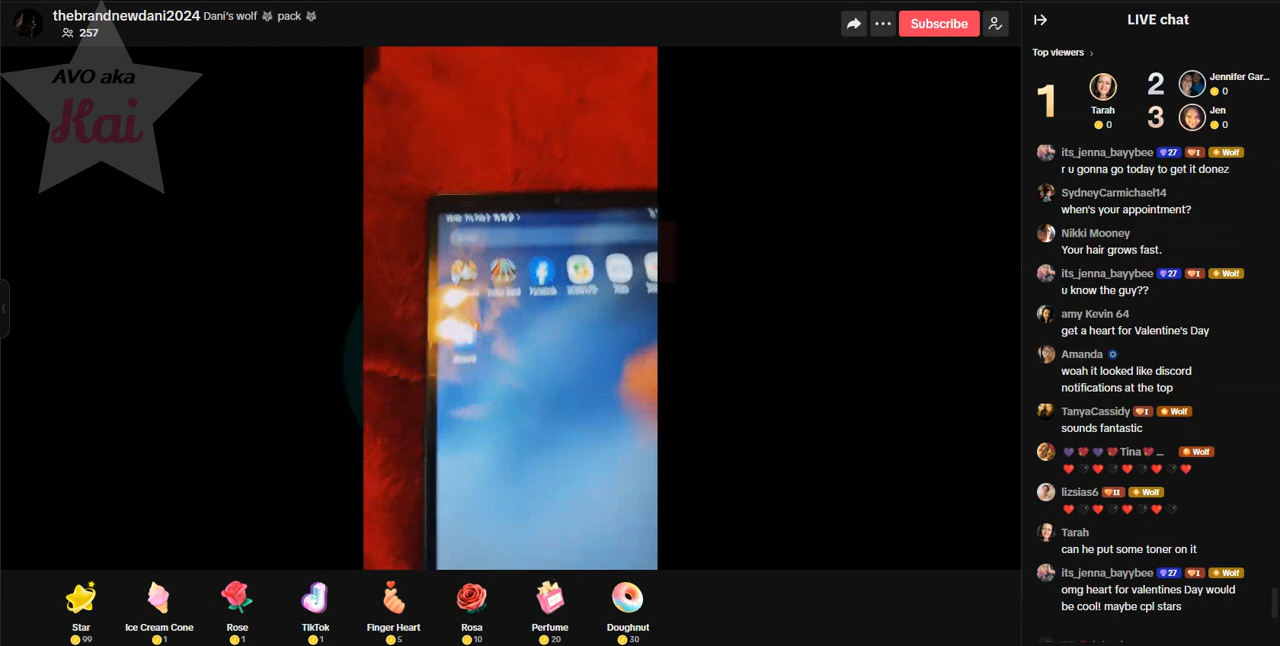 thebrandnewdani2024 Dani's wolf 🐺 pack 🐺
257
Subscribe
AVO aka
Kai
LIVE chat
Top viewers
1
Tarah
0
2
Jennifer Gar...
0
3
Jen
0
its_jenna_bayybee 27 I Wolf
r u gonna go today to get it donez
SydneyCarmichael14
when's your appointment?
Nikki Mooney
Your hair grows fast.
its_jenna_bayybee 27 I Wolf
u know the guy??
amy Kevin 64
get a heart for Valentine's Day
Amanda
woah it looked like discord
notifications at the top
TanyaCassidy I Wolf
sounds fantastic
💜 💓 💜 💓 Tina 💓 ... Wolf
❤️ 🖤 ❤️ 🖤 ❤️ 🖤 ❤️ 🖤 ❤️
lizsias6 II Wolf
❤️ 🖤 ❤️ 🖤 ❤️ 🖤 ❤️ 🖤
Tarah
can he put some toner on it
its_jenna_bayybee 27 I Wolf
omg heart for valentines Day would
be cool! maybe cpl stars
Star
99
Ice Cream Cone
1
Rose
1
TikTok
1
Finger Heart
5
Rosa
10
Perfume
20
Doughnut
30